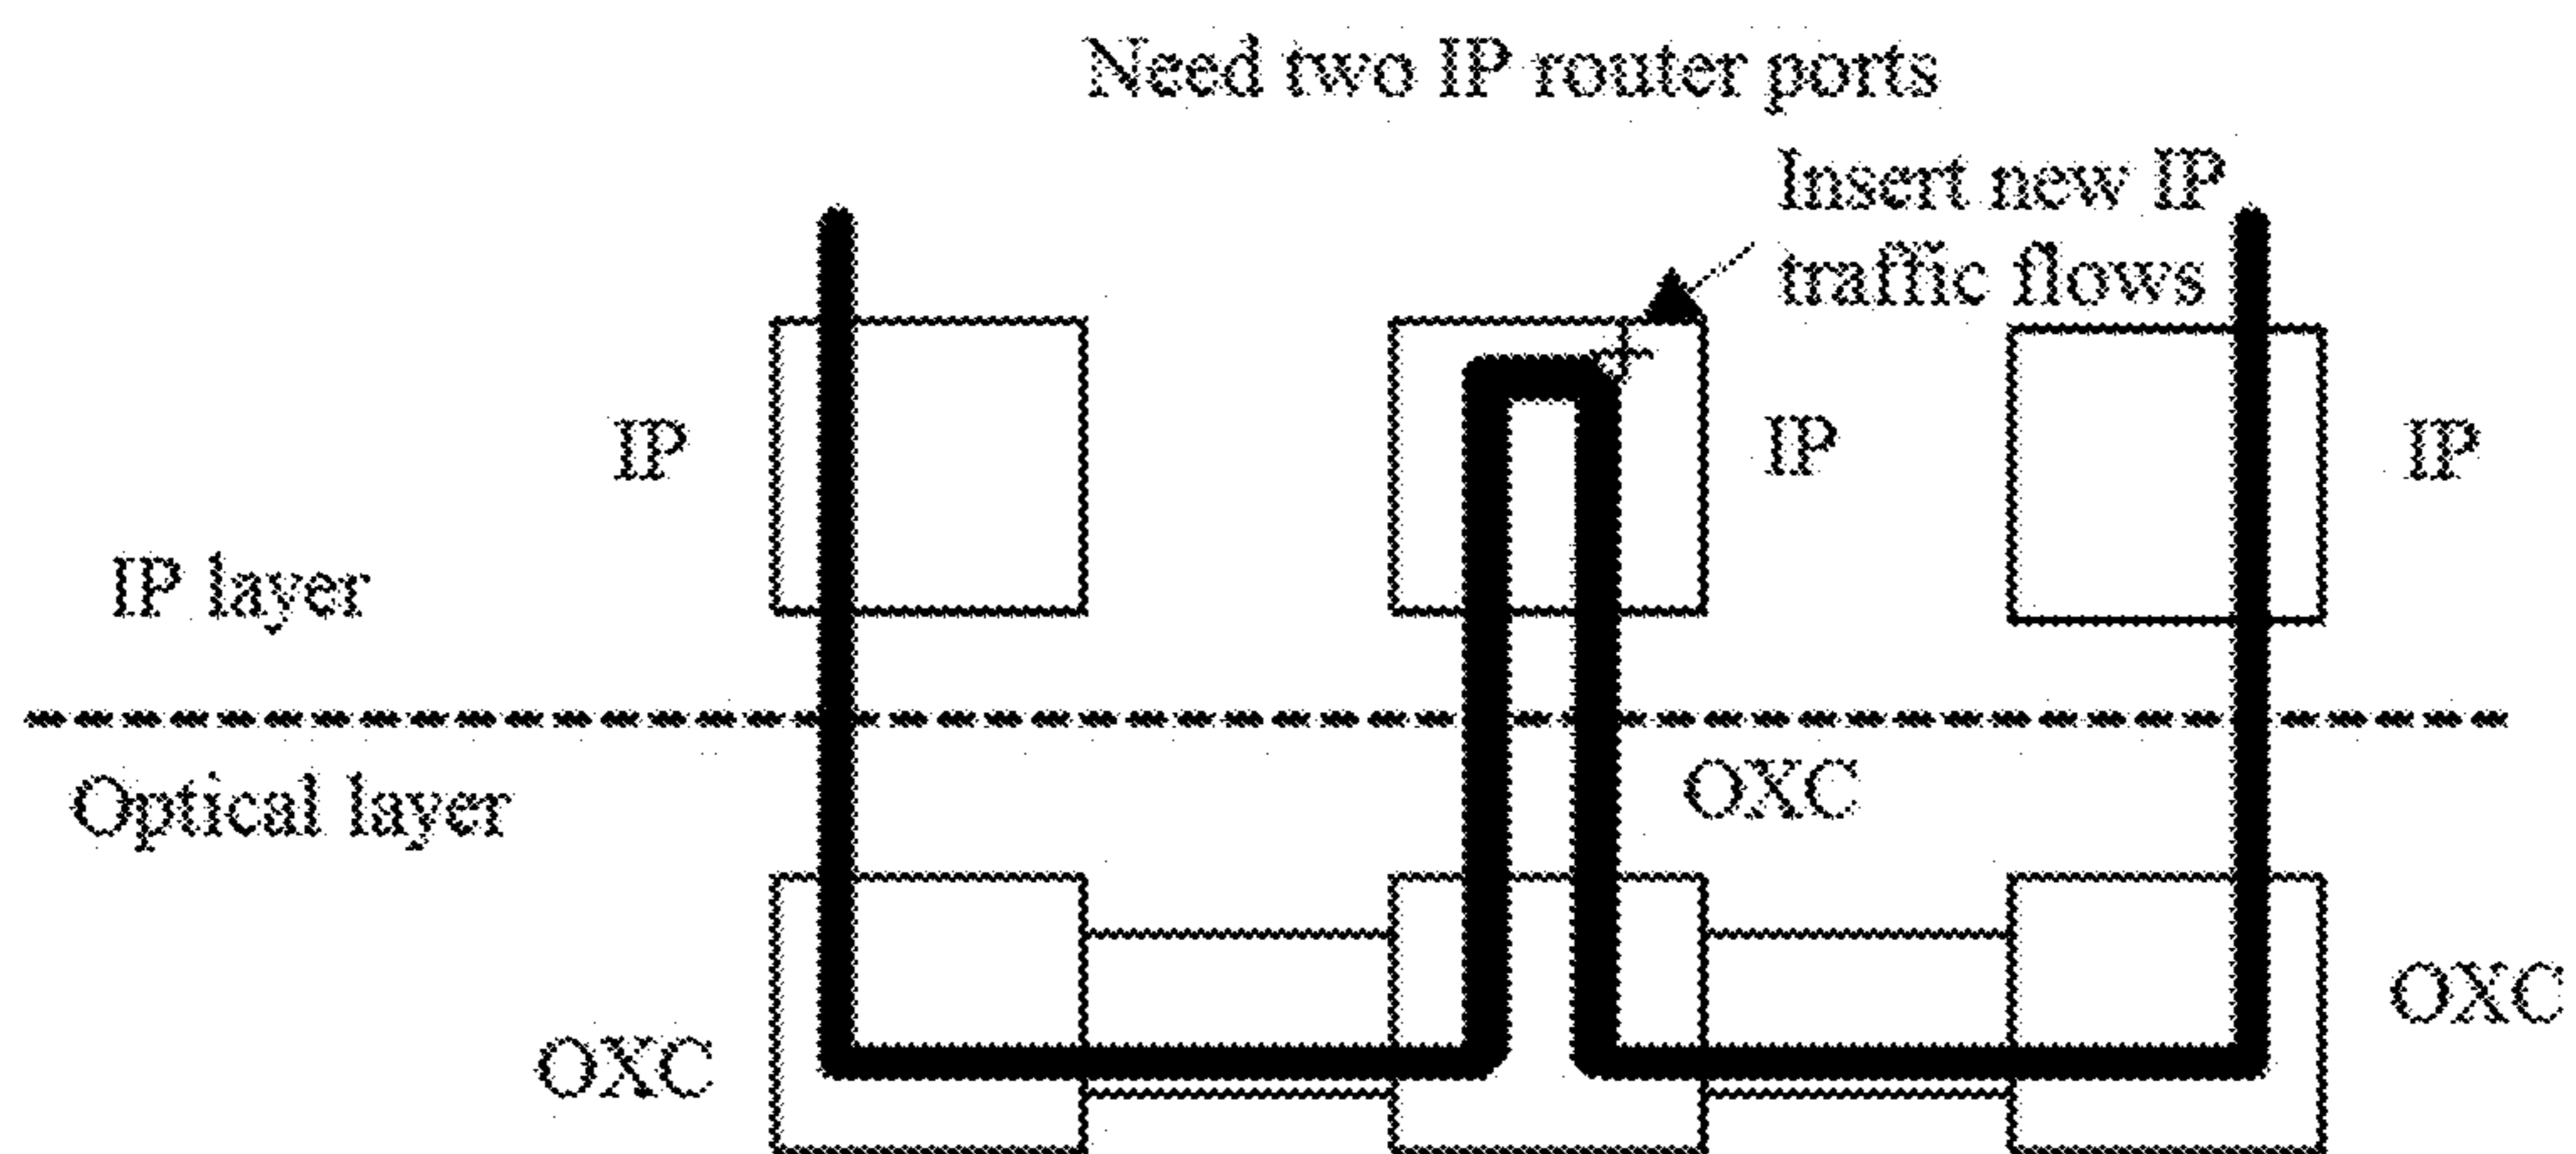 Need two IP router ports
Insert new IP
traffic flows
IP
IP
IP
IP layer
Optical layer
OXC
OXC
OXC